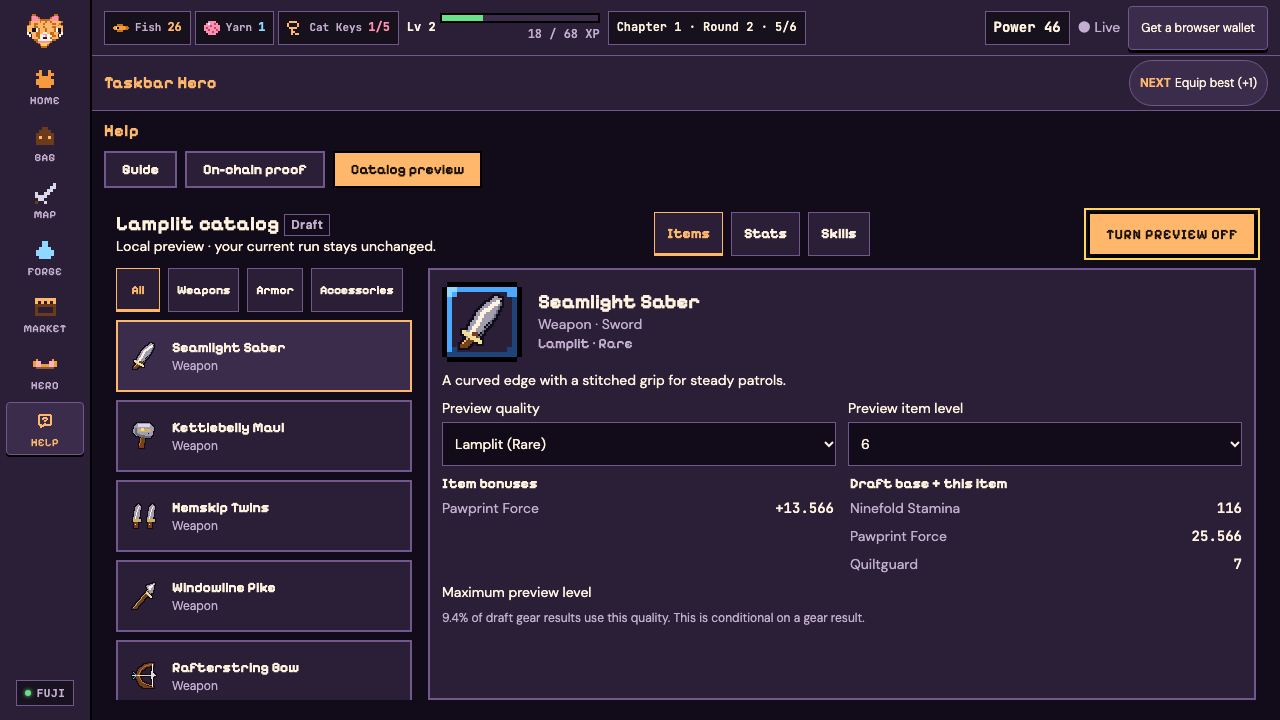 Fish 26
Yarn 1
Cat Keys 1/5
Lv 2
18 / 68 XP
Chapter 1 · Round 2 · 5/6
Power 46
Live
Get a browser wallet
HOME
BAG
MAP
FORGE
MARKET
HERO
HELP
FUJI
Taskbar Hero
NEXT Equip best (+1)
Help
Guide
On-chain proof
Catalog preview
Lamplit catalog Draft
Local preview · your current run stays unchanged.
Items
Stats
Skills
TURN PREVIEW OFF
All
Weapons
Armor
Accessories
Seamlight Saber
Weapon
Kettlebelly Maul
Weapon
Hemskip Twins
Weapon
Windowline Pike
Weapon
Rafterstring Bow
Weapon
Seamlight Saber
Weapon · Sword
Lamplit · Rare
A curved edge with a stitched grip for steady patrols.
Preview quality
Lamplit (Rare)
Preview item level
6
Item bonuses
Pawprint Force +13.566
Draft base + this item
Ninefold Stamina 116
Pawprint Force 25.566
Quiltguard 7
Maximum preview level
9.4% of draft gear results use this quality. This is conditional on a gear result.